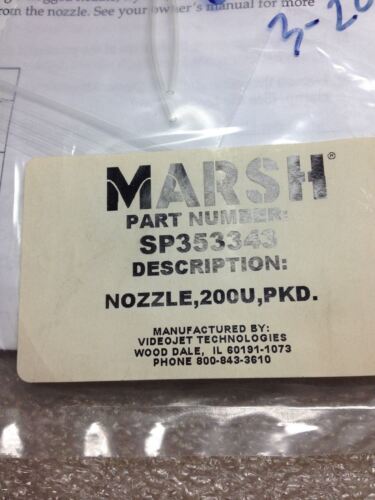 from the nozzle. See your owner's manual for more
3-20
MARSH®
PART NUMBER:
SP353343
DESCRIPTION:
NOZZLE,200U,PKD.
MANUFACTURED BY:
VIDEOJET TECHNOLOGIES
WOOD DALE, IL 60191-1073
PHONE 800-843-3610